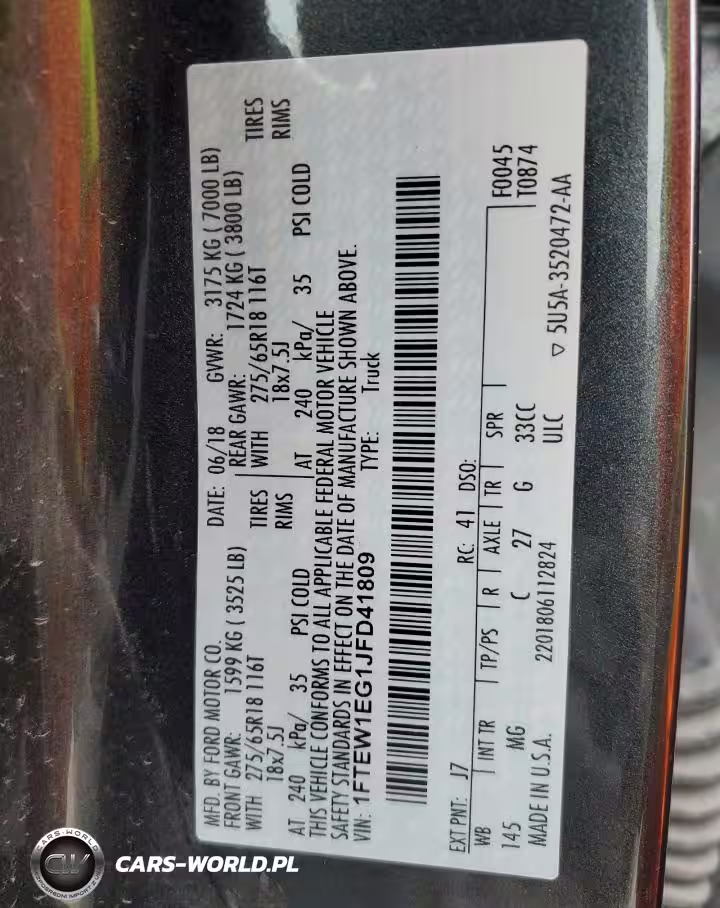 MFD. BY FORD MOTOR CO. DATE: 06/18 GVWR: 3175 KG ( 7000 LB)
FRONT GAWR: 1599 KG ( 3525 LB) REAR GAWR: 1724 KG ( 3800 LB)
WITH 275/65R18 116T TIRES WITH 275/65R18 116T TIRES
18x7.5J RIMS 18x7.5J RIMS
AT 240 kPa/ 35 PSI COLD AT 240 kPa/ 35 PSI COLD
THIS VEHICLE CONFORMS TO ALL APPLICABLE FEDERAL MOTOR VEHICLE
SAFETY STANDARDS IN EFFECT ON THE DATE OF MANUFACTURE SHOWN ABOVE.
VIN: 1FTEW1EG1JFD41809 TYPE: Truck
EXT PNT: J7 RC: 41 DSO:
WB INT TR TP/PS R AXLE TR SPR F0045
145 MG C 27 G 33CC T0874
MADE IN U.S.A. 2201806112824 ULC
▽ 5U5A-3520472-AA
CARS-WORLD.PL
CARS-WORLD
CW